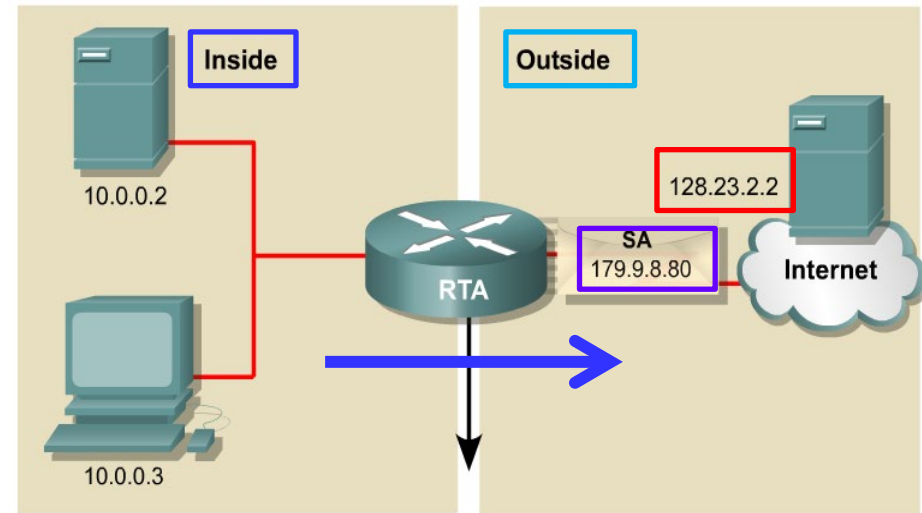 Inside
Outside
10.0.0.2
128.23.2.2
SA
179.9.8.80
RTA
Internet
10.0.0.3